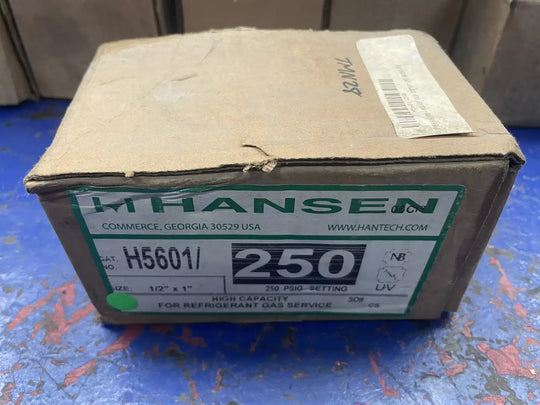 HANSEN
COMMERCE, GEORGIA 30529 USA
WWW.HANTECH.COM
CAT. NO. H5601/ 250
NB
UV
SIZE: 1/2" x 1"
250 PSIG SETTING
HIGH CAPACITY
FOR REFRIGERANT GAS SERVICE